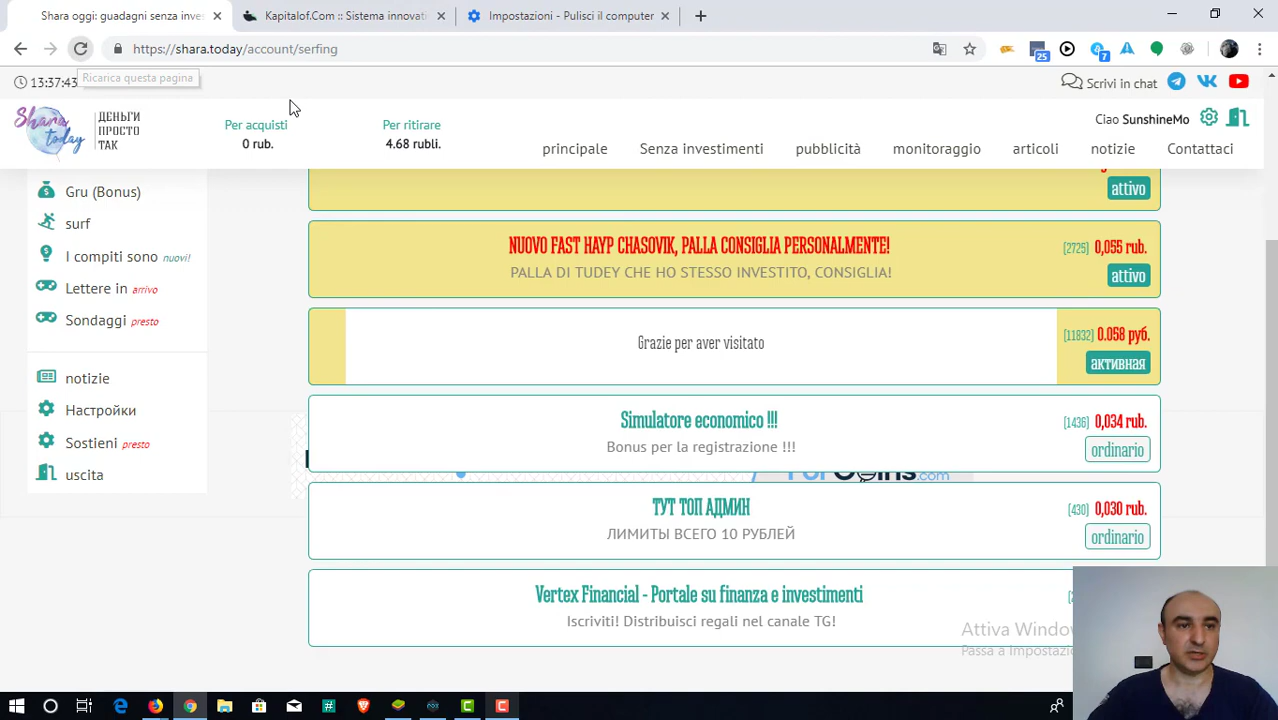 Shara oggi: guadagni senza inves
Kapitalof.Com :: Sistema innovati
Impostazioni - Pulisci il computer
https://shara.today/account/serfing
25
7
13:37:43
Ricarica questa pagina
Scrivi in chat
Shara today
ДЕНЬГИ
ПРОСТО
ТАК
Per acquisti
0 rub.
Per ritirare
4.68 rubli.
Ciao SunshineMo
principale
Senza investimenti
pubblicità
monitoraggio
articoli
notizie
Contattaci
Gru (Bonus)
surf
I compiti sono nuovi!
Lettere in arrivo
Sondaggi presto
notizie
Настройки
Sostieni presto
uscita
attivo
NUOVO FAST HAYP CHASOVIK, PALLA CONSIGLIA PERSONALMENTE!
PALLA DI TUDEY CHE HO STESSO INVESTITO, CONSIGLIA!
[2725] 0,055 rub.
attivo
Grazie per aver visitato
[11832] 0.058 руб.
активная
Simulatore economico !!!
Bonus per la registrazione !!!
[1436] 0,034 rub.
ordinario
ТУТ ТОП АДМИН
ЛИМИТЫ ВСЕГО 10 РУБЛЕЙ
[430] 0,030 rub.
ordinario
Vertex Financial - Portale su finanza e investimenti
Iscriviti! Distribuisci regali nel canale TG!
Attiva Windo
Passa a Impostazio